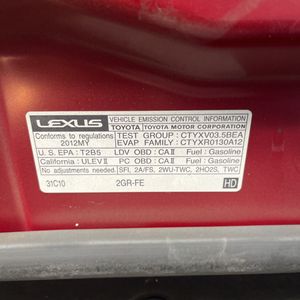 LEXUS VEHICLE EMISSION CONTROL INFORMATION
TOYOTA TOYOTA MOTOR CORPORATION
Conforms to regulations TEST GROUP : CTYXV03.5BEA
2012MY EVAP FAMILY : CTYXR0130A12
U. S. EPA : T2B5 LDV OBD : CA II Fuel : Gasoline
California : ULEV II PC OBD : CA II Fuel : Gasoline
No adjustments needed. SFI, 2A/FS, 2WU-TWC, 2HO2S, TWC
31C10 2GR-FE HD